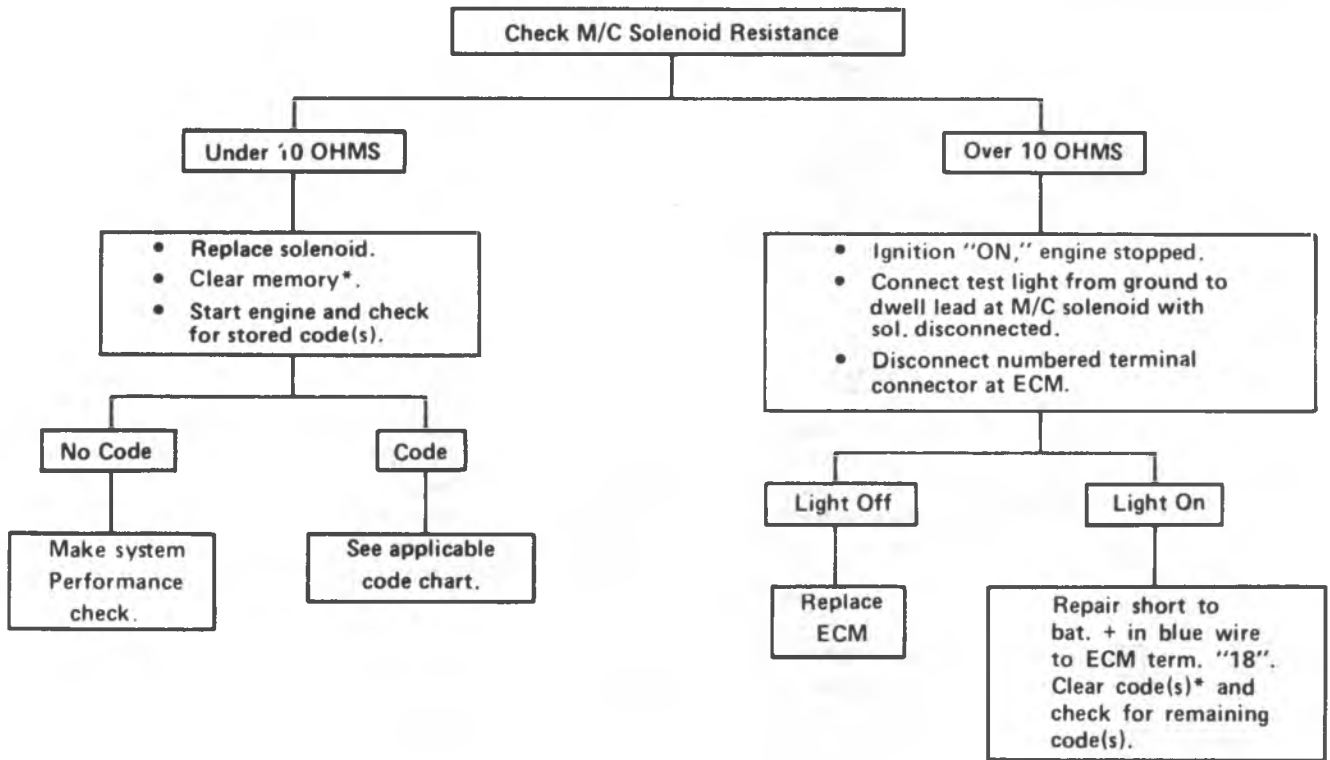 Check M/C Solenoid Resistance
Under 10 OHMS
Over 10 OHMS
• Replace solenoid.
• Clear memory*.
• Start engine and check
for stored code(s).
• Ignition "ON," engine stopped.
• Connect test light from ground to
dwell lead at M/C solenoid with
sol. disconnected.
• Disconnect numbered terminal
connector at ECM.
No Code
Code
Light Off
Light On
Make system
Performance
check.
See applicable
code chart.
Replace
ECM
Repair short to
bat. + in blue wire
to ECM term. "18".
Clear code(s)* and
check for remaining
code(s).